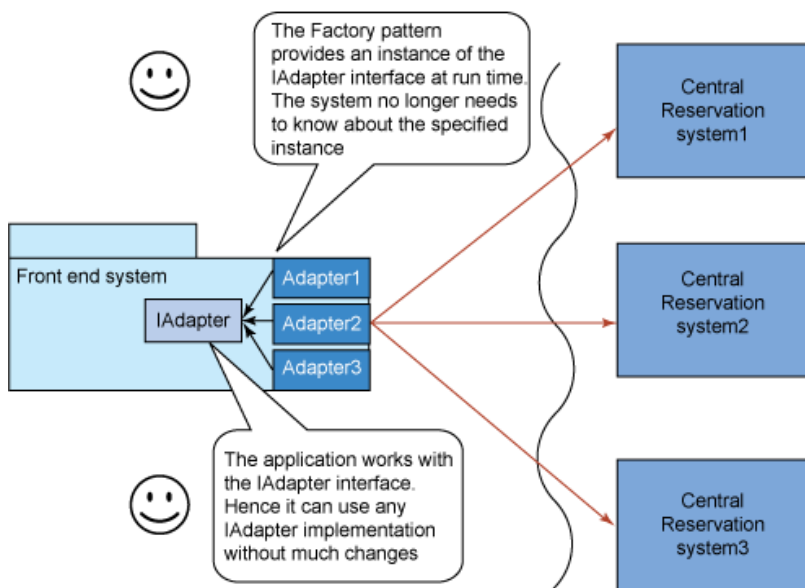 The Factory pattern
provides an instance of the
IAdapter interface at run time.
The system no longer needs
to know about the specified
instance
Central
Reservation
system1
Front end system
Adapter1
IAdapter
Adapter2
Adapter3
Central
Reservation
system2
The application works with
the IAdapter interface.
Hence it can use any
IAdapter implementation
without much changes
Central
Reservation
system3